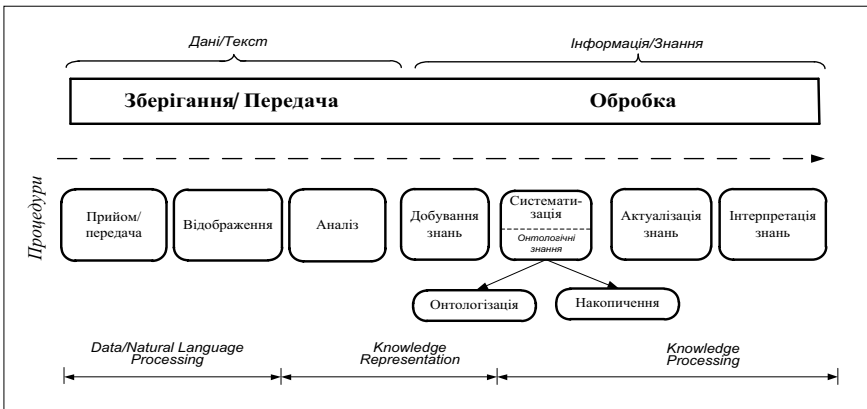 Дані/Текст
Інформація/Знання
Зберігання/ Передача
Обробка
Процедури
Прийом/
передача
Відображення
Аналіз
Добування
знань
Системати-
зація
Онтологічні
знання
Актуалізація
знань
Інтерпретація
знань
Онтологізація
Накопичення
Data/Natural Language
Processing
Knowledge
Representation
Knowledge
Processing